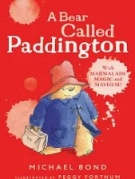 A Bear
Called
PADDINGTON
With
MARMALADE
MAGIC and
MAYHEM!
MICHAEL BOND
ILLUSTRATED BY PEGGY FORTNUM